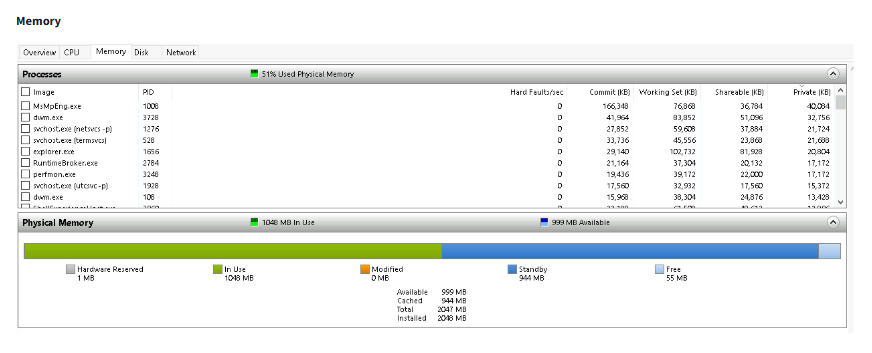 Memory
Overview CPU Memory Disk Network
Processes 51% Used Physical Memory
Image PID Hard Faults/sec Commit (KB) Working Set (KB) Shareable (KB) Private (KB)
MsMpEng.exe 1008 0 166,348 76,868 36,784 40,084
dwm.exe 3728 0 41,964 83,852 51,096 32,756
svchost.exe (netsvcs -p) 1276 0 27,852 59,608 37,884 21,724
svchost.exe (termsvcs) 528 0 33,736 45,556 23,868 21,688
explorer.exe 1656 0 29,140 102,732 81,928 20,804
RuntimeBroker.exe 2784 0 21,164 37,304 20,132 17,172
perfmon.exe 3248 0 19,436 39,172 22,000 17,172
svchost.exe (utcsvc -p) 1928 0 17,560 32,932 17,560 15,372
dwm.exe 108 0 15,968 38,304 24,876 13,428
Physical Memory 1048 MB In Use 999 MB Available
Hardware Reserved In Use Modified Standby Free
1 MB 1048 MB 0 MB 944 MB 55 MB
Available 999 MB
Cached 944 MB
Total 2047 MB
Installed 2048 MB